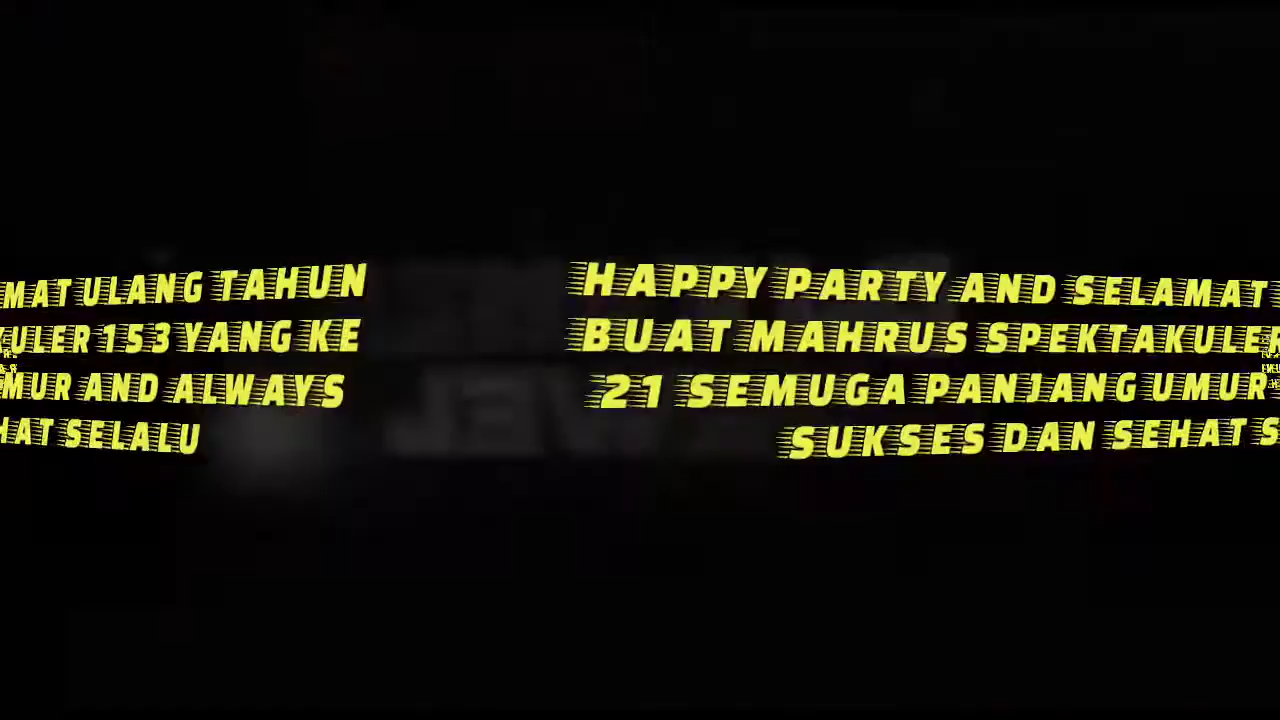 MAT ULANG TAHUN
KULER 153 YANG KE
MUR AND ALWAYS
HAT SELALU
HAPPY PARTY AND SELAMAT
BUAT MAHRUS SPEKTAKULER
21 SEMUGA PANJANG UMUR
SUKSES DAN SEHAT S